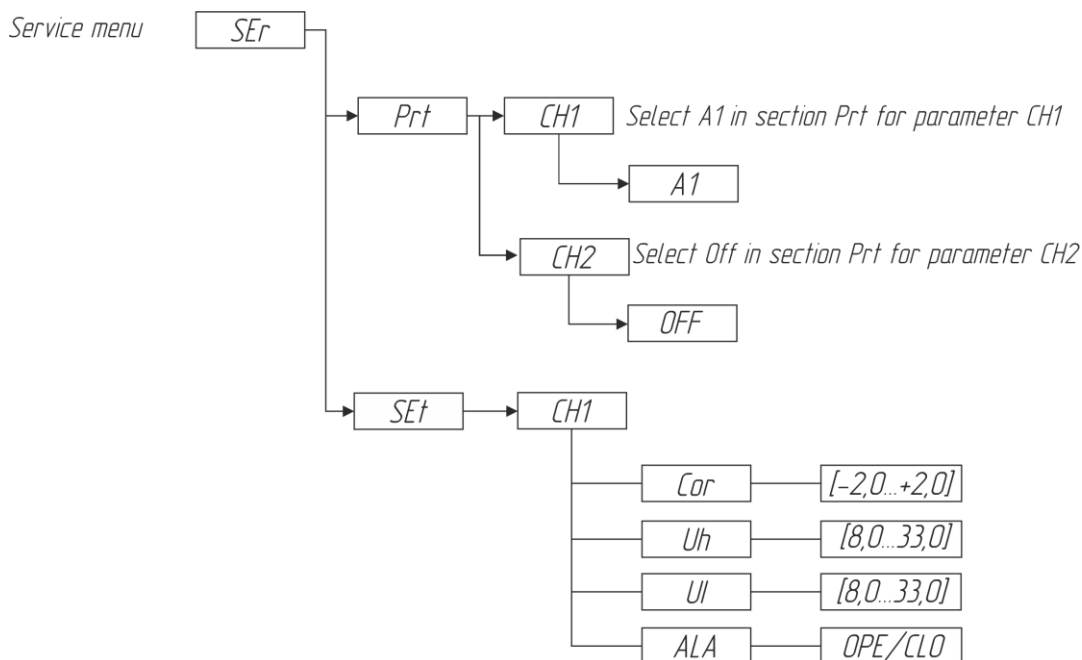 Service menu SEr
Prt CH1 Select A1 in section Prt for parameter CH1
A1
CH2 Select Off in section Prt for parameter CH2
OFF
SEt CH1
Cor [-2,0...+2,0]
Uh [8,0...33,0]
Ul [8,0...33,0]
ALA OPE/CLO